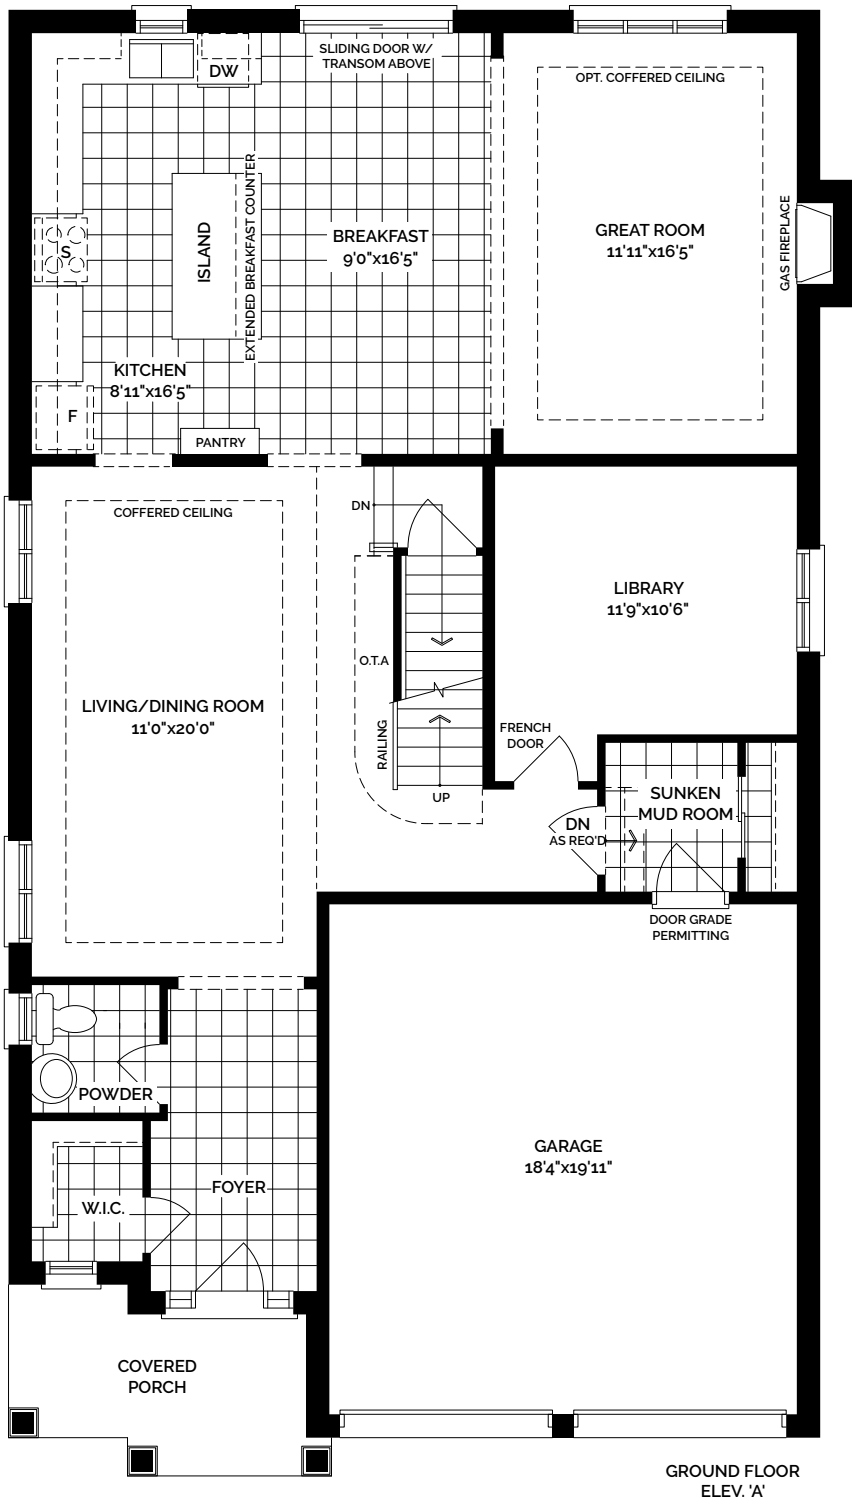 SLIDING DOOR W/
TRANSOM ABOVE
DW
OPT. COFFERED CEILING
S
ISLAND
EXTENDED BREAKFAST COUNTER
BREAKFAST
9'0"x16'5"
GREAT ROOM
11'11"x16'5"
GAS FIREPLACE
KITCHEN
8'11"x16'5"
F
PANTRY
COFFERED CEILING
DN
LIBRARY
11'9"x10'6"
O.T.A
LIVING/DINING ROOM
11'0"x20'0"
RAILING
FRENCH
DOOR
UP
SUNKEN
MUD ROOM
DN
AS REQ'D
DOOR GRADE
PERMITTING
POWDER
FOYER
W.I.C.
GARAGE
18'4"x19'11"
COVERED
PORCH
GROUND FLOOR
ELEV. 'A'